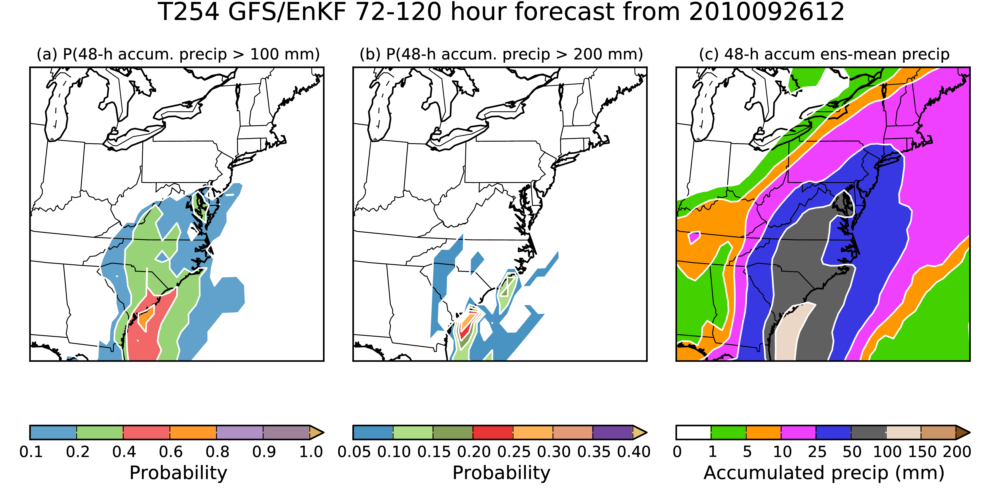 T254 GFS/EnKF 72-120 hour forecast from 2010092612
(a) P(48-h accum. precip > 100 mm)
(b) P(48-h accum. precip > 200 mm)
(c) 48-h accum ens-mean precip
0.1 0.2 0.4 0.6 0.8 0.9 1.0
Probability
0.05 0.10 0.15 0.20 0.25 0.30 0.35 0.40
Probability
0 1 5 10 25 50 100 150 200
Accumulated precip (mm)